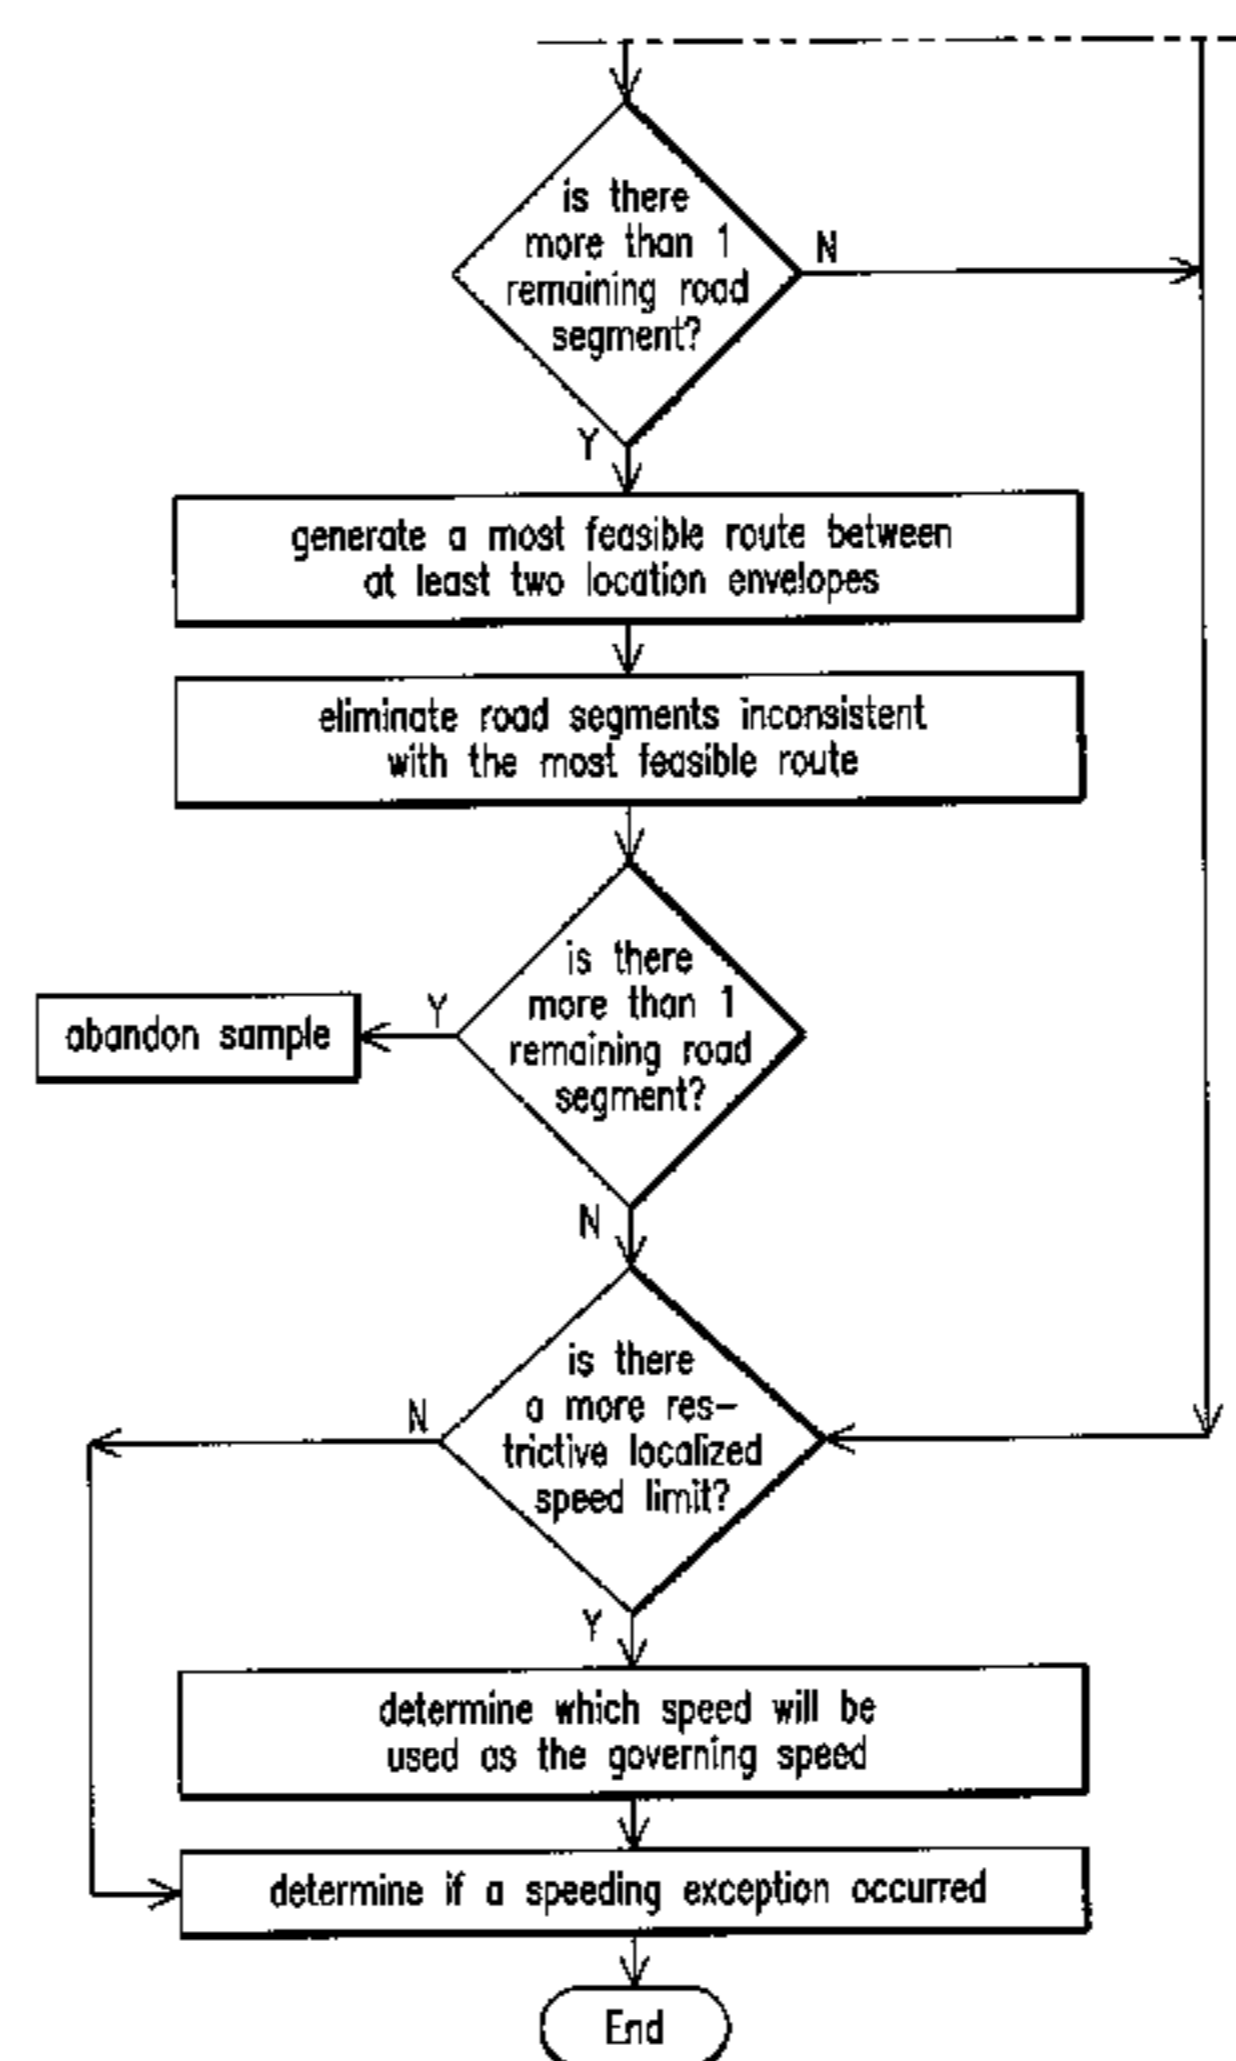 is there
more than 1
remaining road
segment?
N
Y
generate a most feasible route between
at least two location envelopes
eliminate road segments inconsistent
with the most feasible route
is there
more than 1
remaining road
segment?
Y
abandon sample
N
is there
a more res-
trictive localized
speed limit?
N
Y
determine which speed will be
used as the governing speed
determine if a speeding exception occurred
End